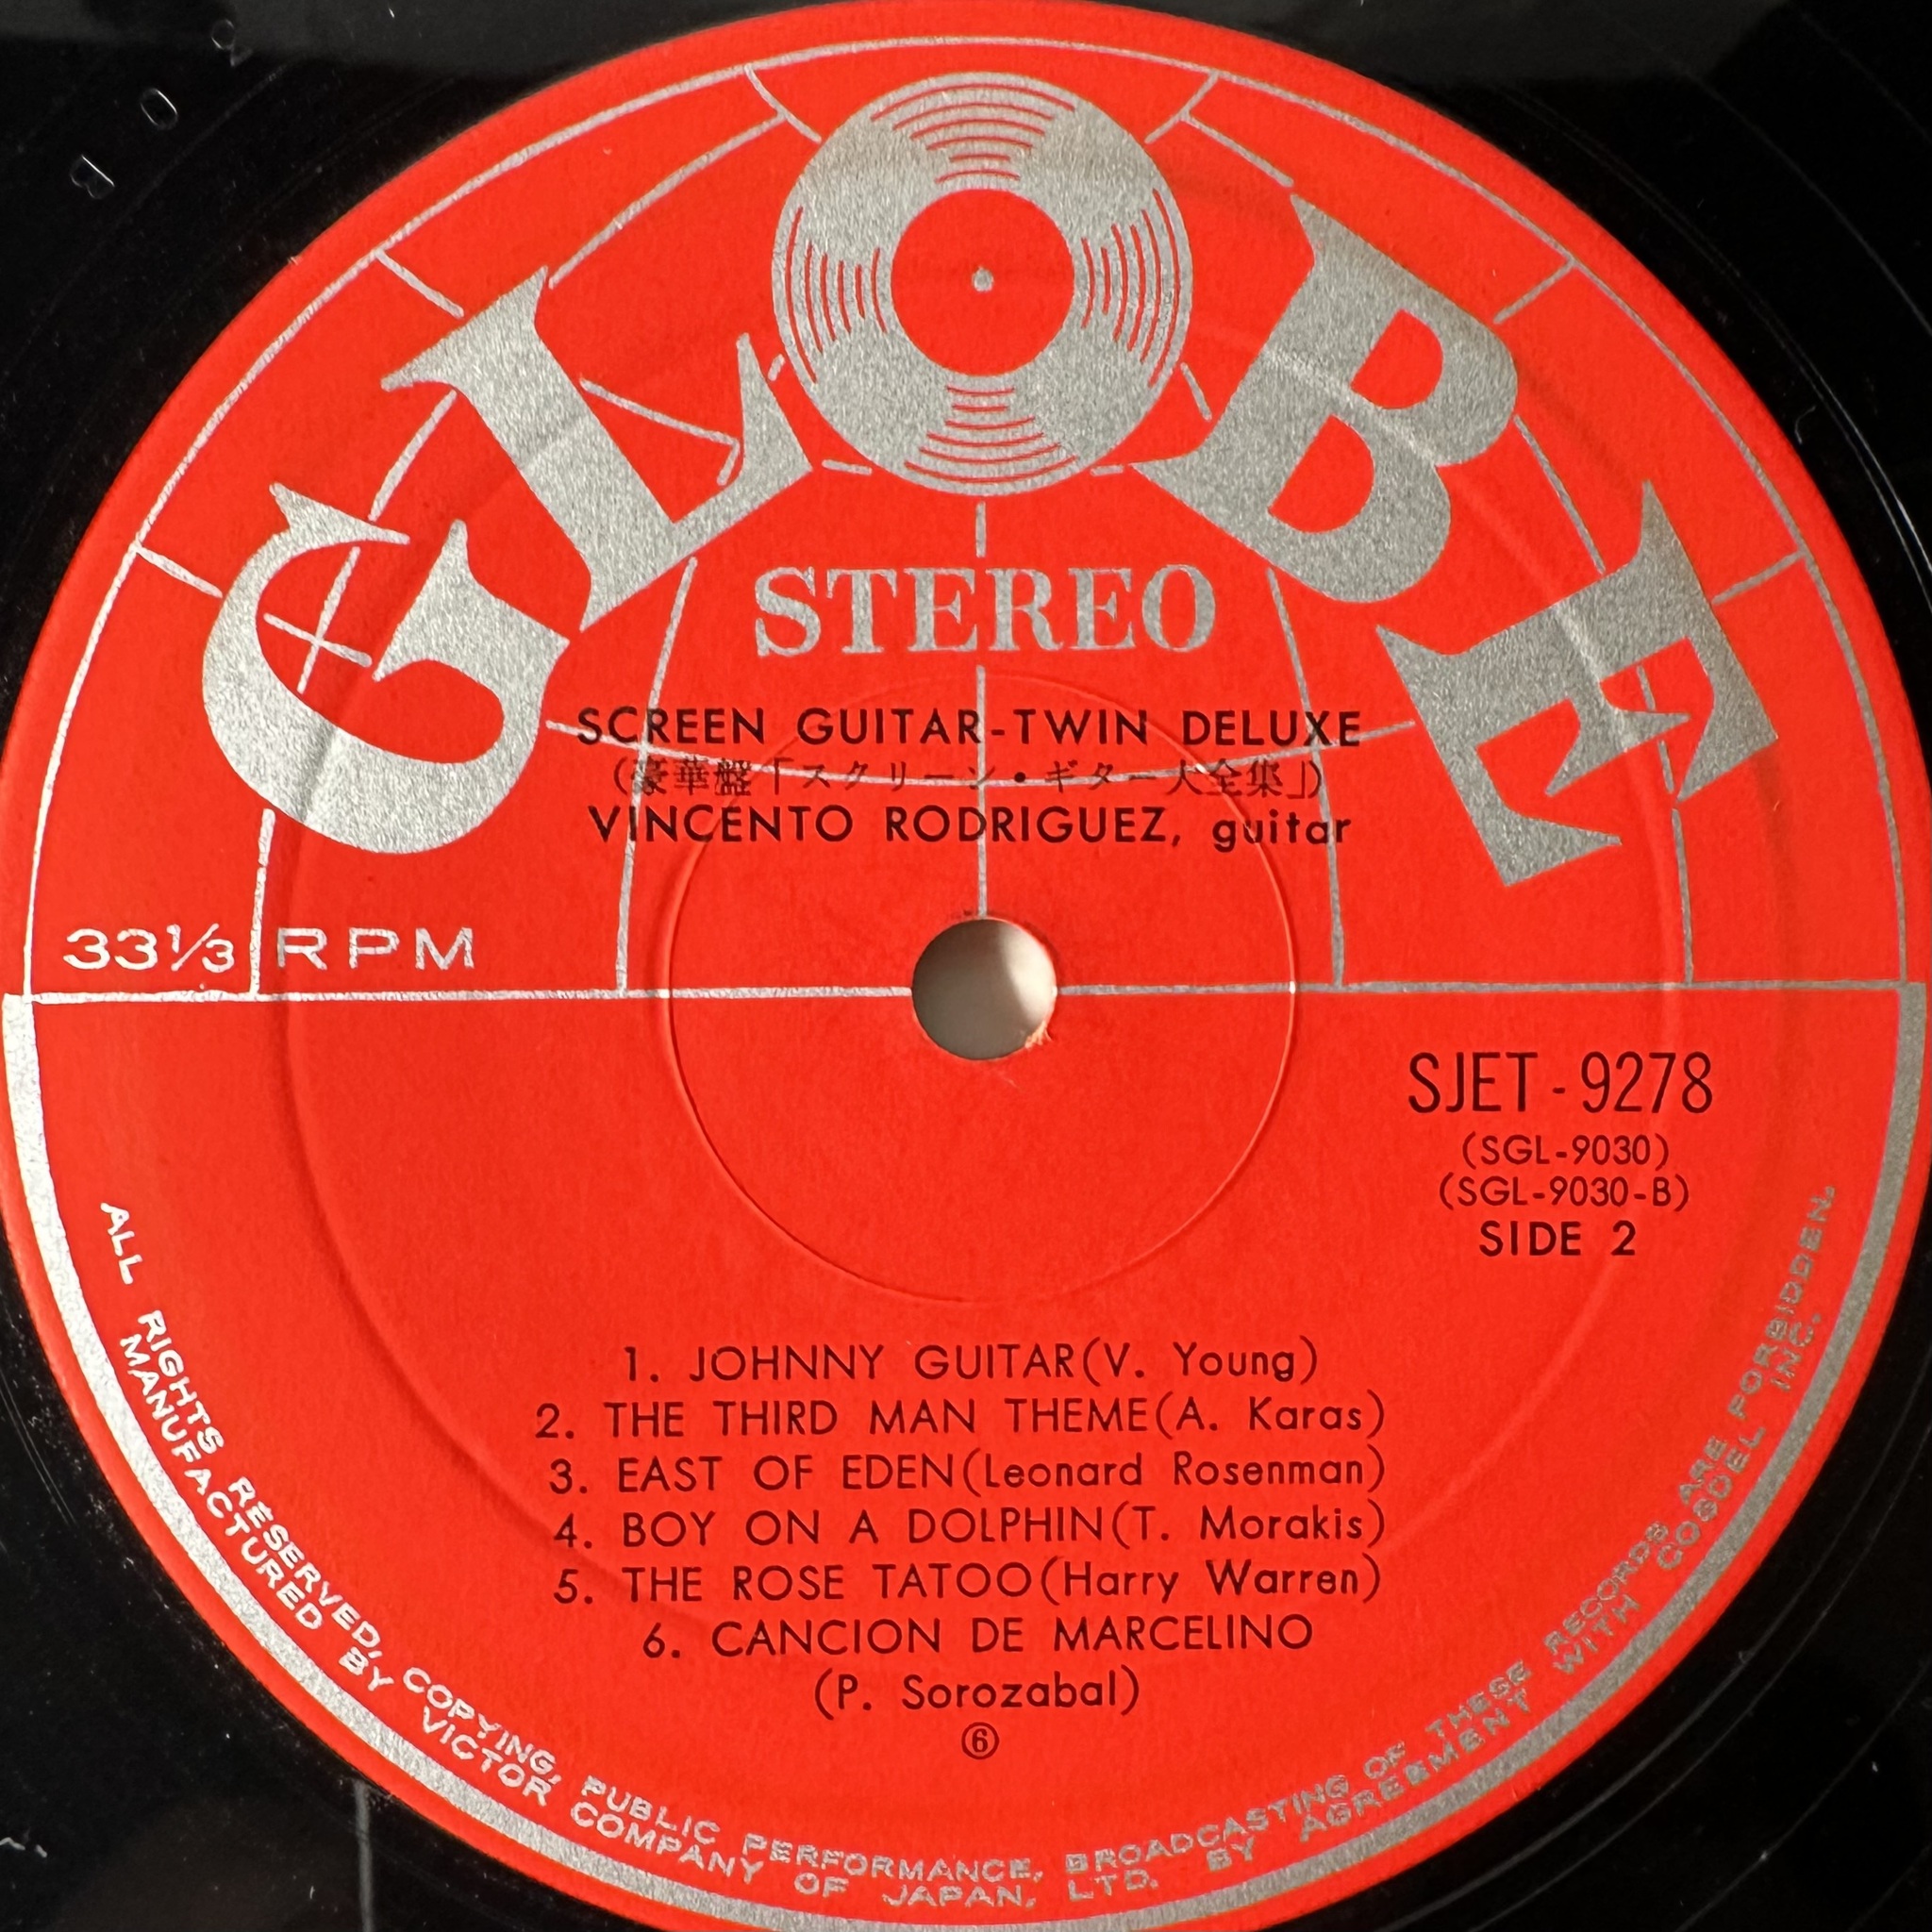 GLOBE
STEREO
SCREEN GUITAR-TWIN DELUXE
(豪華盤「スクリーン・ギター大全集」)
VINCENTO RODRIGUEZ, guitar
33⅓ RPM
SJET-9278
(SGL-9030)
(SGL-9030-B)
SIDE 2
1. JOHNNY GUITAR(V. Young)
2. THE THIRD MAN THEME(A. Karas)
3. EAST OF EDEN(Leonard Rosenman)
4. BOY ON A DOLPHIN(T. Morakis)
5. THE ROSE TATOO(Harry Warren)
6. CANCION DE MARCELINO
(P. Sorozabal)
⑥
ALL RIGHTS RESERVED, COPYING, PUBLIC PERFORMANCE, BROADCASTING OF THESE RECORDS ARE FORBIDDEN.
MANUFACTURED BY VICTOR COMPANY OF JAPAN, LTD. BY AGREEMENT WITH COGDEL INC.